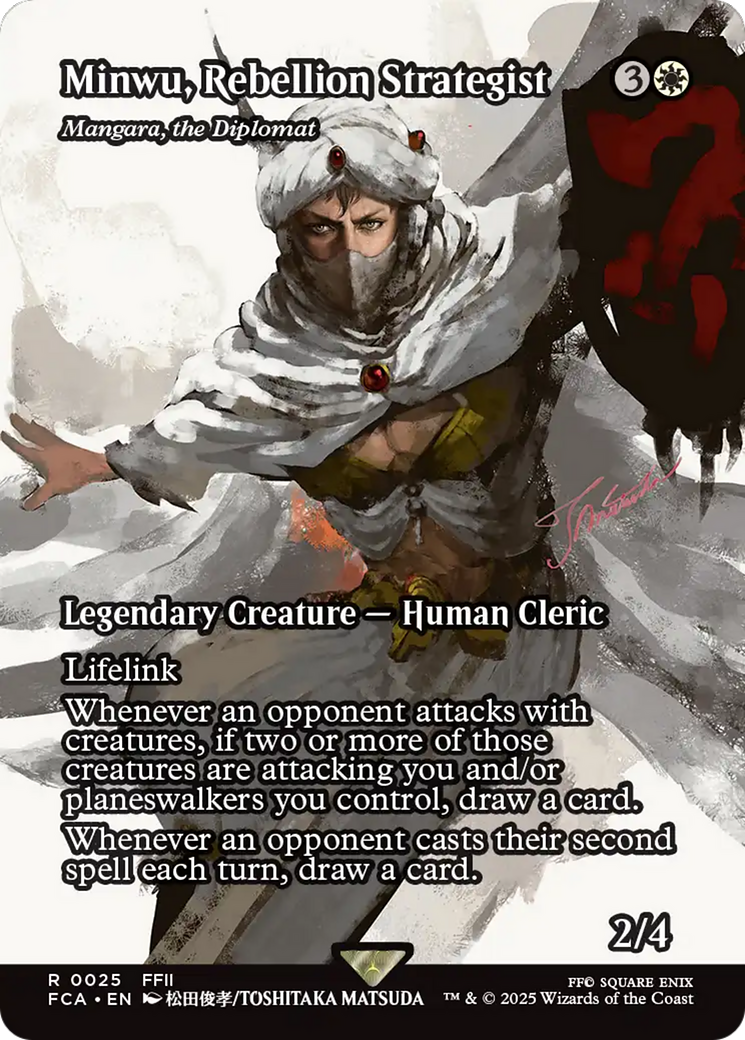 Minwu, Rebellion Strategist 3
Mangara, the Diplomat
Legendary Creature — Human Cleric
Lifelink
Whenever an opponent attacks with
creatures, if two or more of those
creatures are attacking you and/or
planeswalkers you control, draw a card.
Whenever an opponent casts their second
spell each turn, draw a card.
2/4
R 0025 FFII
FCA • EN 松田俊孝/TOSHITAKA MATSUDA
FF© SQUARE ENIX
™ & © 2025 Wizards of the Coast